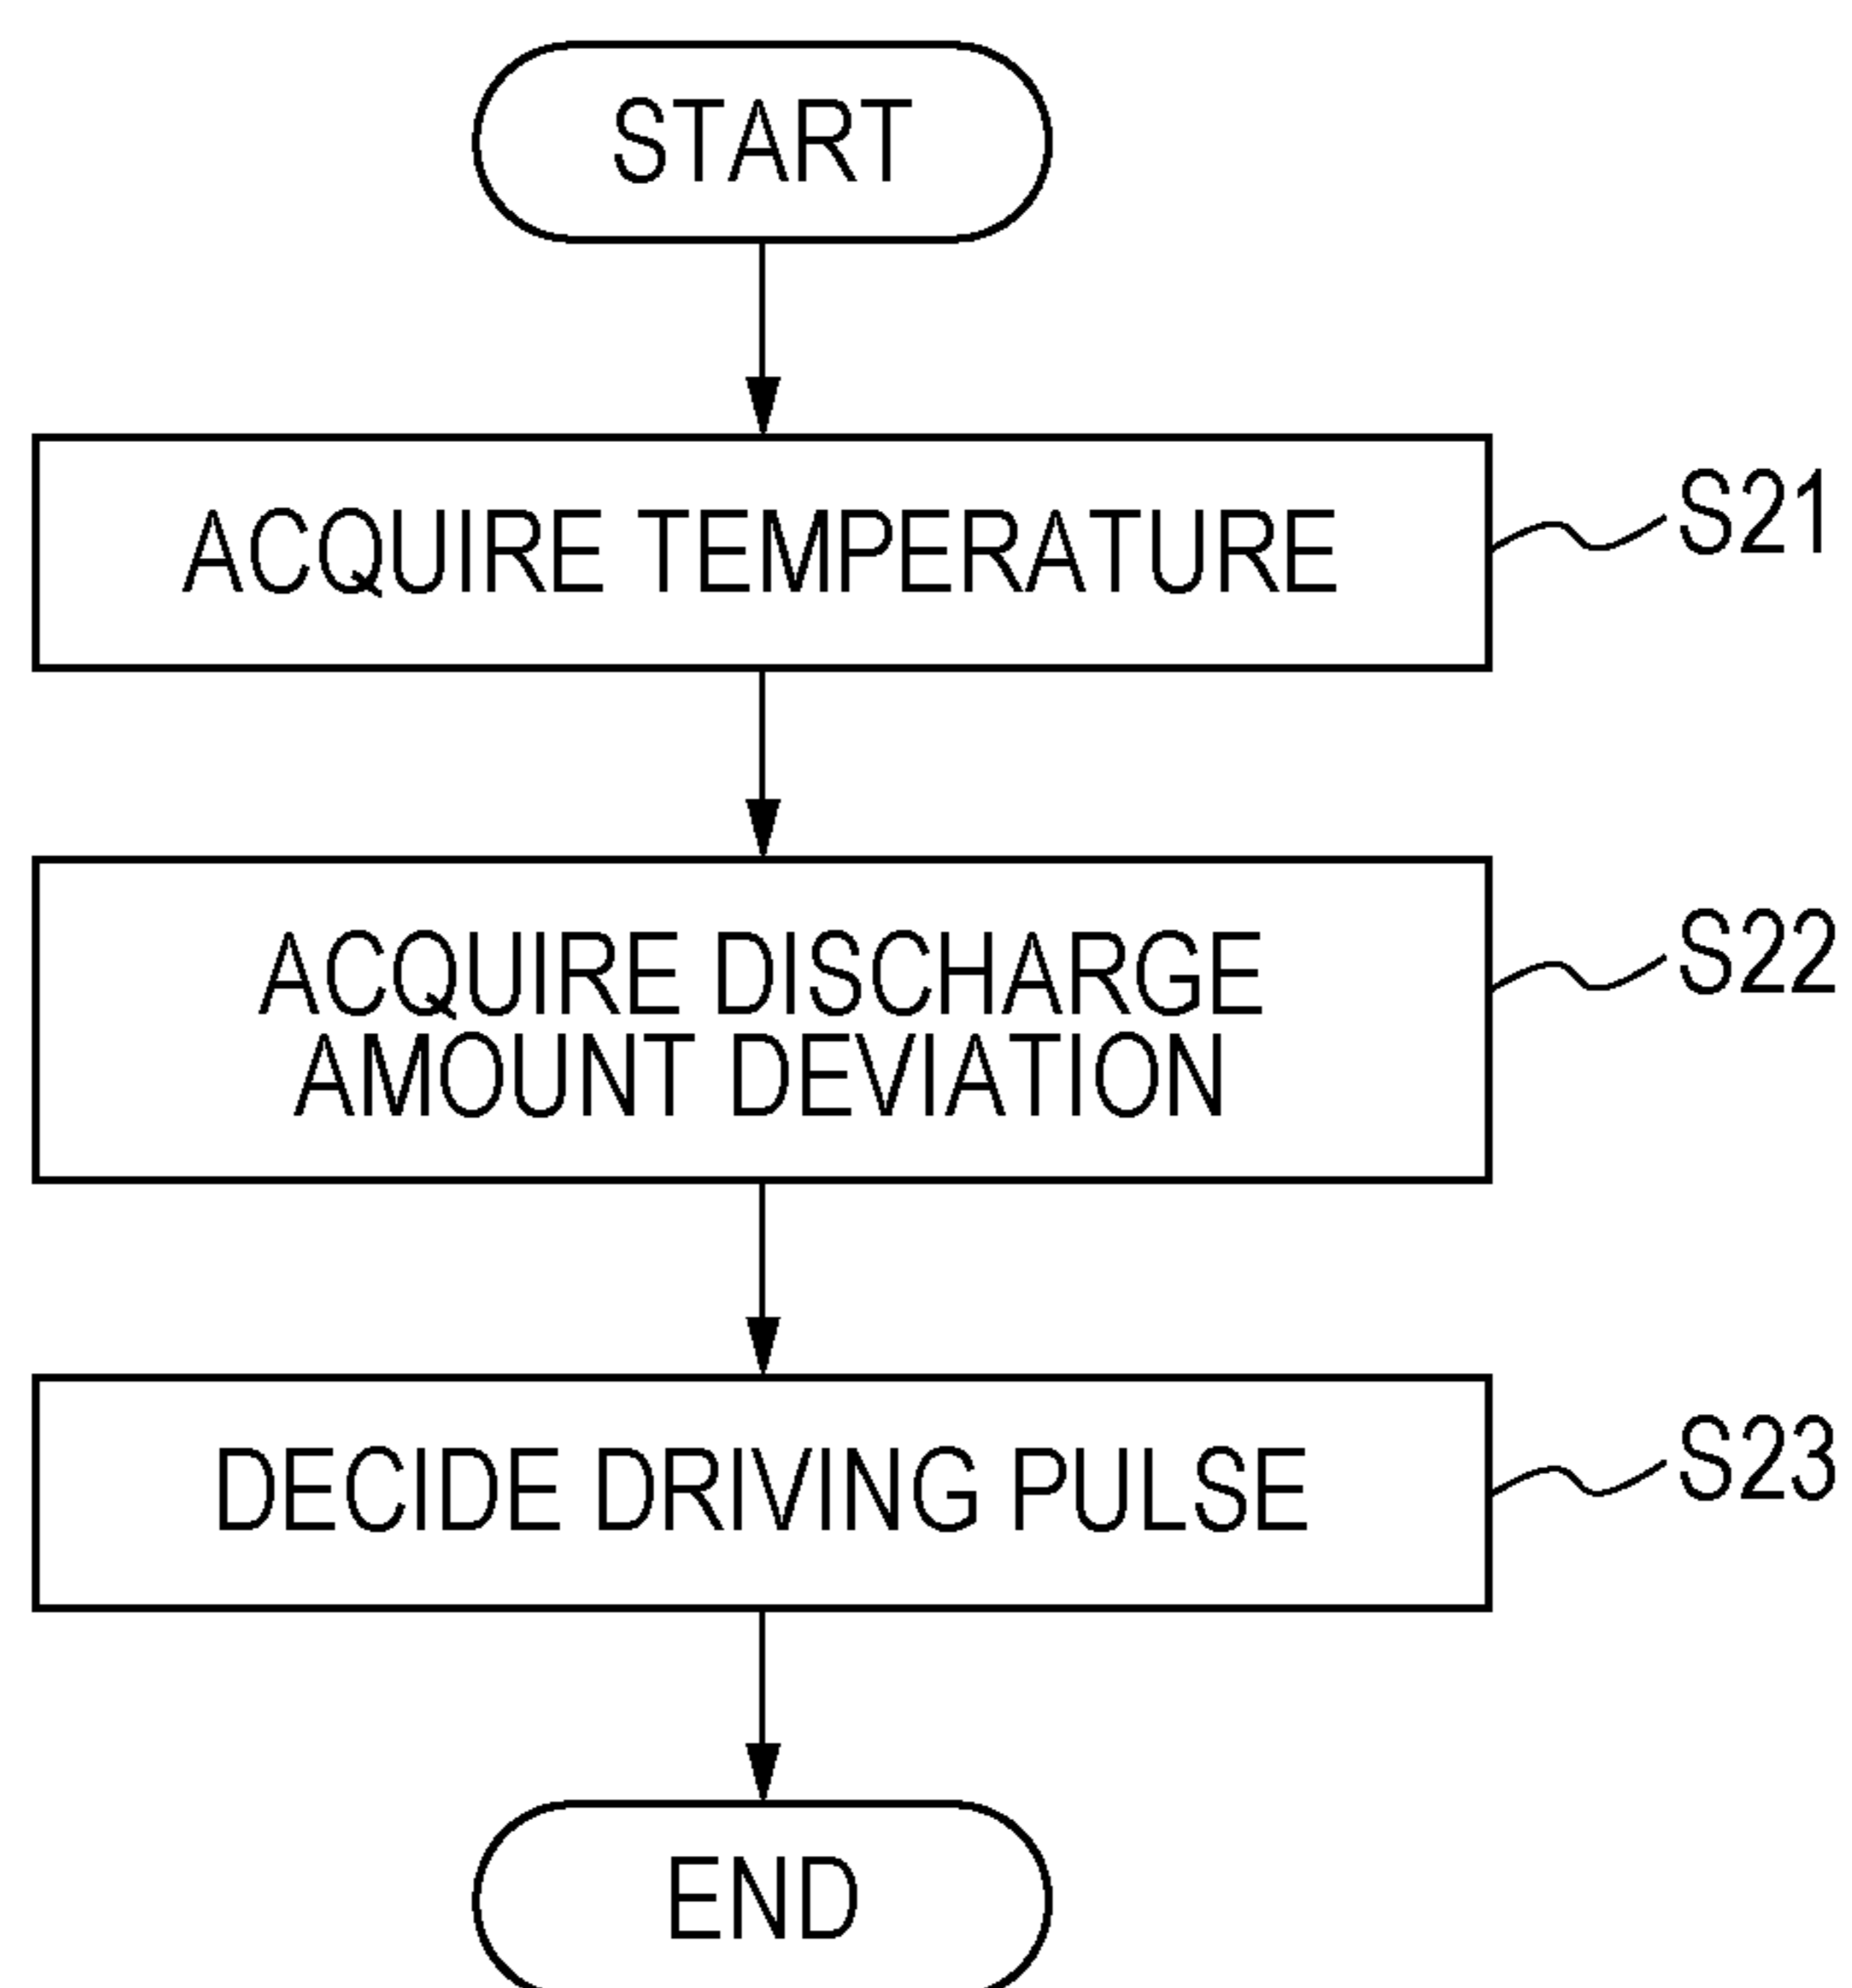 START
ACQUIRE TEMPERATURE
S21
ACQUIRE DISCHARGE
AMOUNT DEVIATION
S22
DECIDE DRIVING PULSE
S23
END